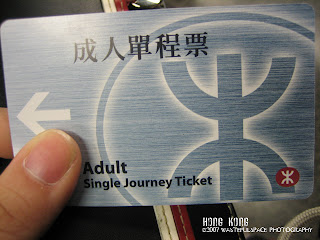 成人單程票
Adult
Single Journey Ticket
HONG KONG
©2007 WASTEFULSPACE PHOTOGRAPHY